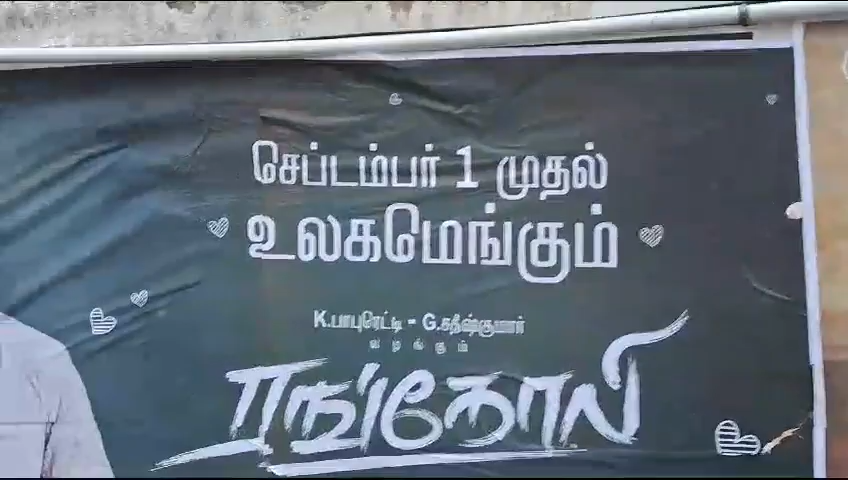 செப்டம்பர் 1 முதல்
உலகமெங்கும்
K.பாபுரெட்டி - G.சதீஷ்குமார்
வழங்கும்
ரங்கோலி